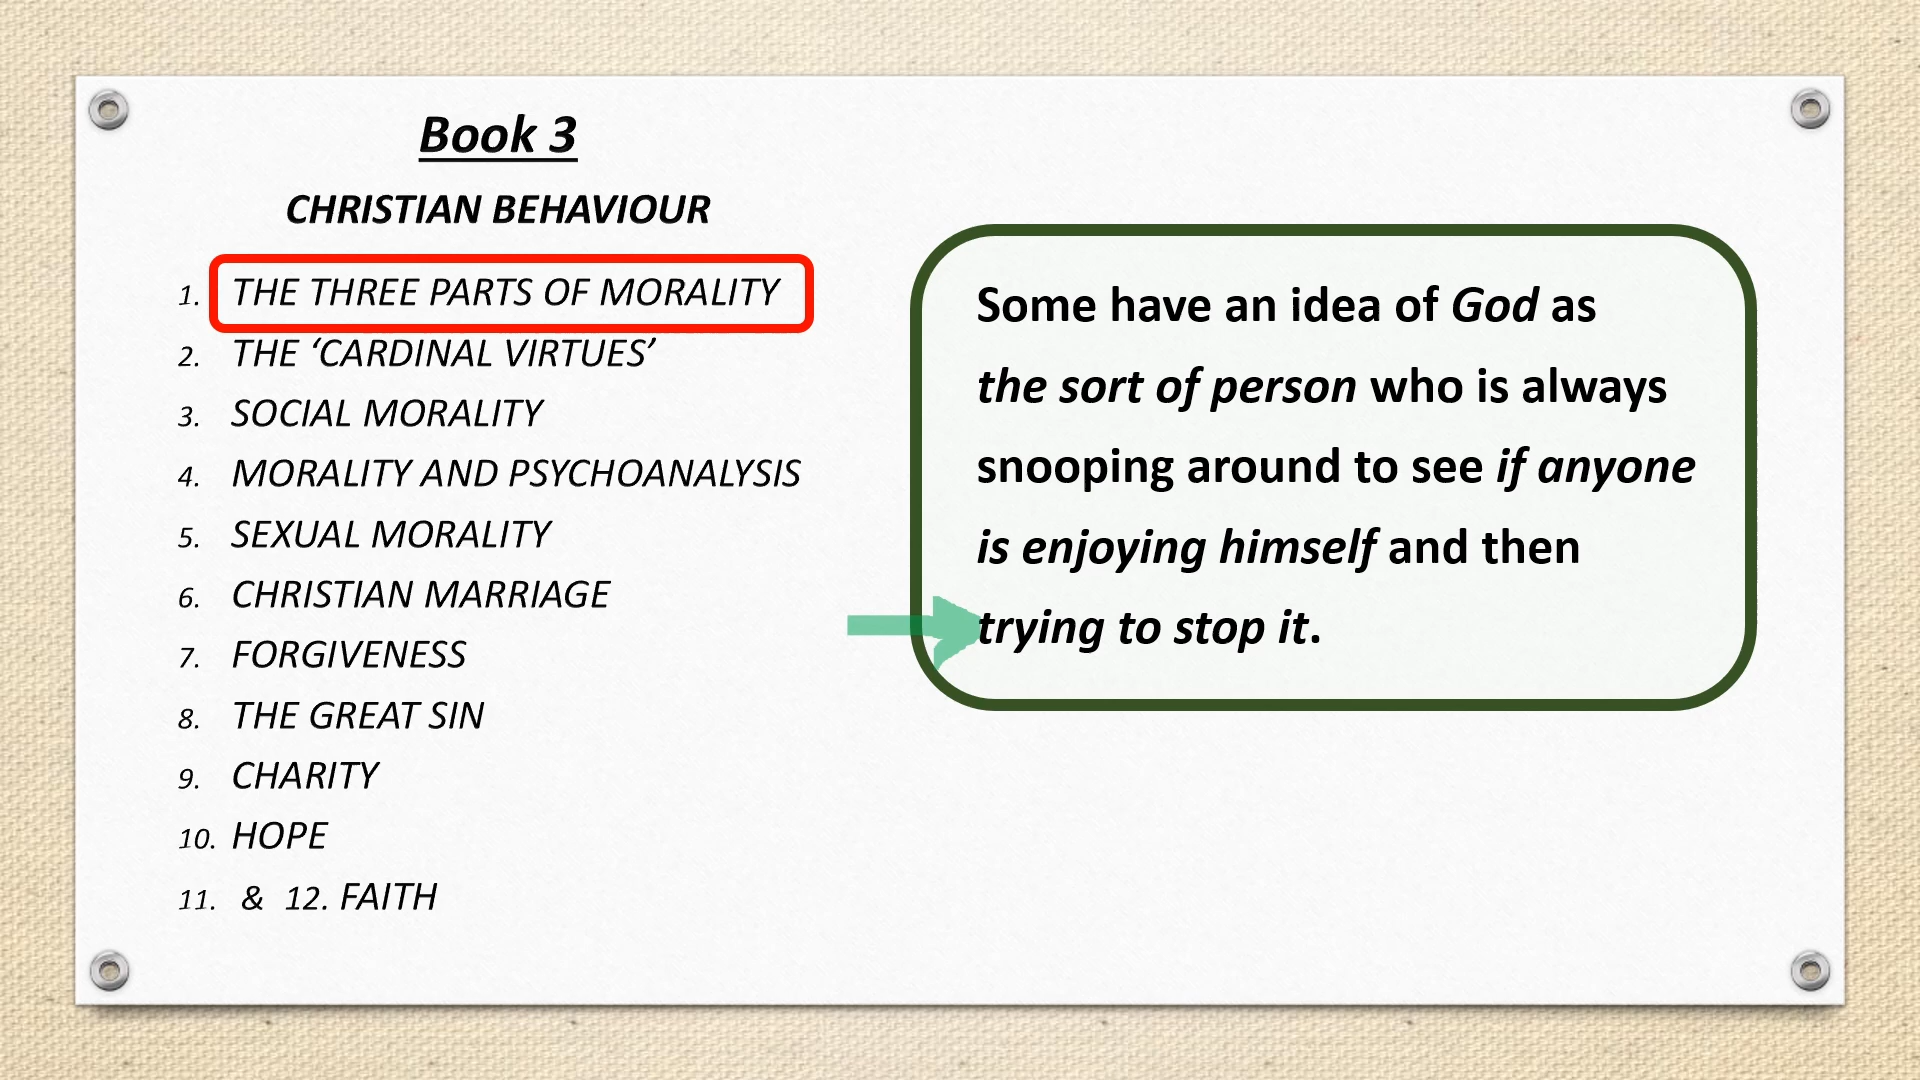 Book 3
CHRISTIAN BEHAVIOUR
1. THE THREE PARTS OF MORALITY
2. THE ‘CARDINAL VIRTUES’
3. SOCIAL MORALITY
4. MORALITY AND PSYCHOANALYSIS
5. SEXUAL MORALITY
6. CHRISTIAN MARRIAGE
7. FORGIVENESS
8. THE GREAT SIN
9. CHARITY
10. HOPE
11. & 12. FAITH
Some have an idea of God as
the sort of person who is always
snooping around to see if anyone
is enjoying himself and then
trying to stop it.